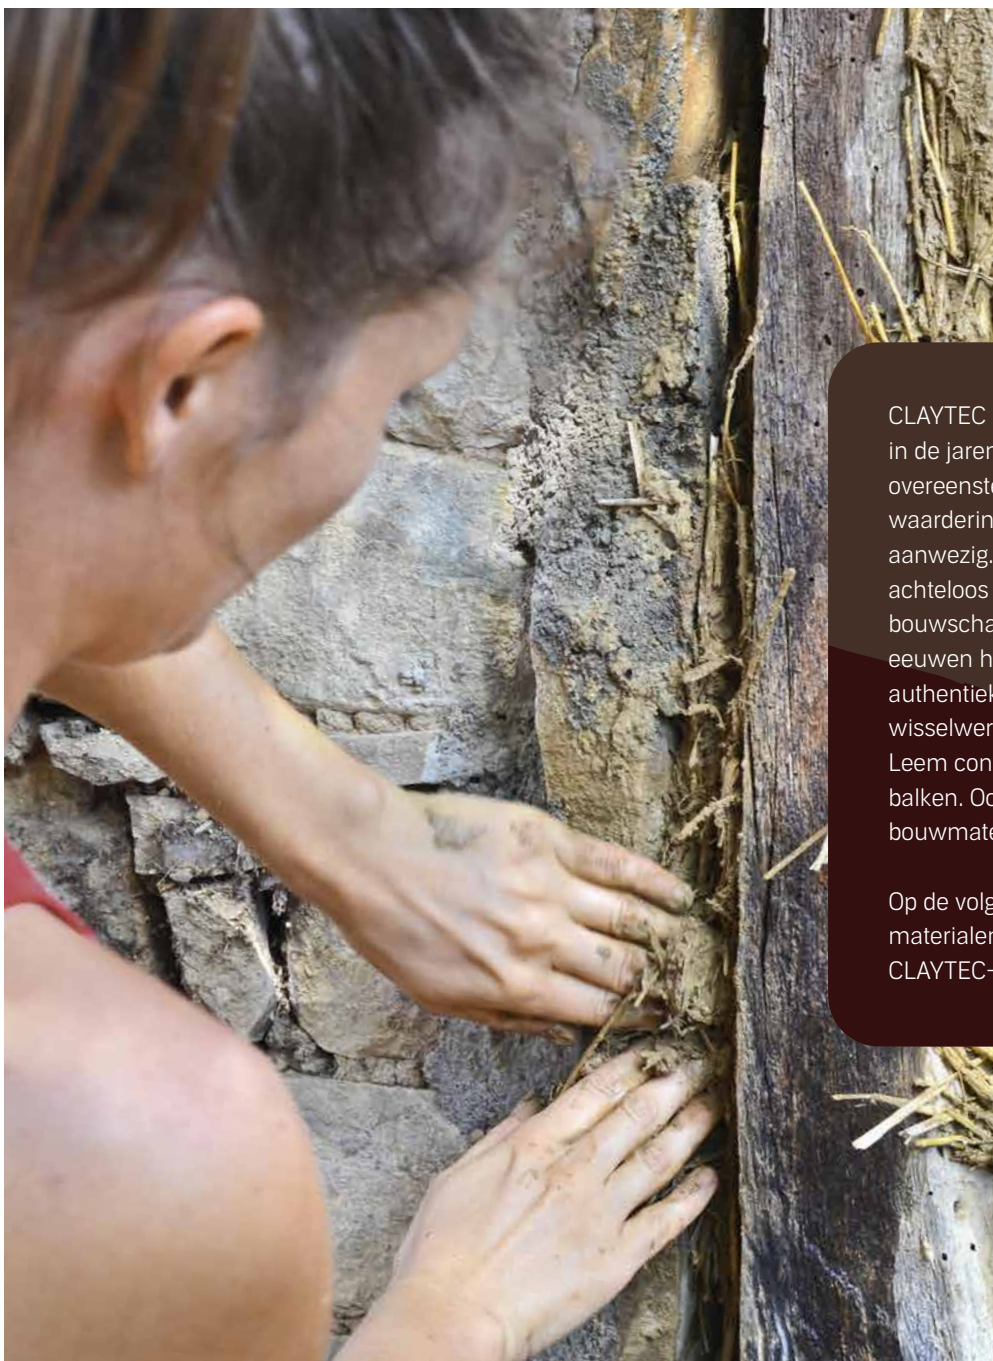 CLAYTEC
in de jaren
overeenste
waarderin
aanwezig.
achteloos
bouwscha
eeuwen h
authentiek
wisselwer
Leem con
balken. Oo
bouwmate
Op de volg
materialen
CLAYTEC-